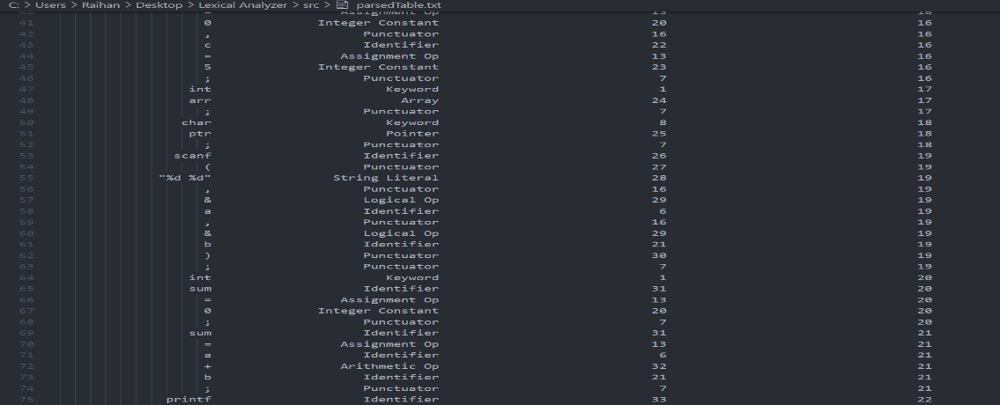 C: > Users > Raihan > Desktop > Lexical Analyzer > src > parsedTable.txt
40 = Assignment Op 13 16
41 0 Integer Constant 20 16
42 , Punctuator 16 16
43 c Identifier 22 16
44 = Assignment Op 13 16
45 5 Integer Constant 23 16
46 ; Punctuator 7 16
47 int Keyword 1 17
48 arr Array 24 17
49 ; Punctuator 7 17
50 char Keyword 8 18
51 ptr Pointer 25 18
52 ; Punctuator 7 18
53 scanf Identifier 26 19
54 ( Punctuator 27 19
55 "%d %d" String Literal 28 19
56 , Punctuator 16 19
57 & Logical Op 29 19
58 a Identifier 6 19
59 , Punctuator 16 19
60 & Logical Op 29 19
61 b Identifier 21 19
62 ) Punctuator 30 19
63 ; Punctuator 7 19
64 int Keyword 1 20
65 sum Identifier 31 20
66 = Assignment Op 13 20
67 0 Integer Constant 20 20
68 ; Punctuator 7 20
69 sum Identifier 31 21
70 = Assignment Op 13 21
71 a Identifier 6 21
72 + Arithmetic Op 32 21
73 b Identifier 21 21
74 ; Punctuator 7 21
75 printf Identifier 33 22